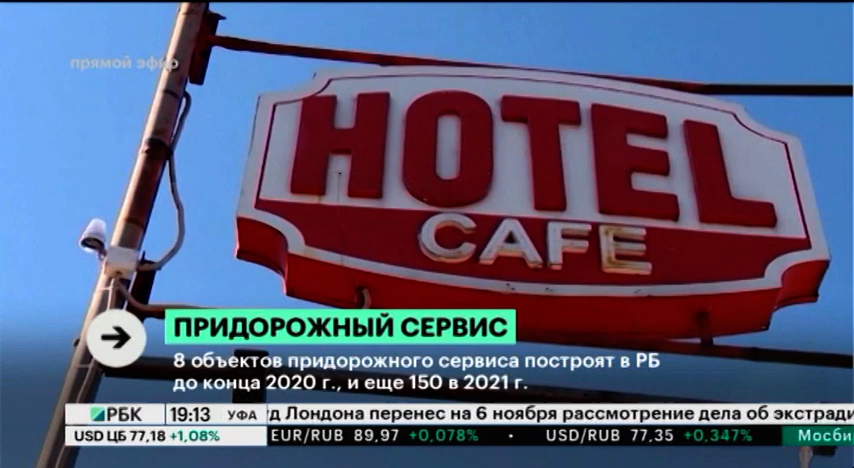 прямой эфир
HOTEL
CAFE
ПРИДОРОЖНЫЙ СЕРВИС
8 объектов придорожного сервиса построят в РБ
до конца 2020 г., и еще 150 в 2021 г.
РБК 19:13 УФА Лондона перенес на 6 ноября рассмотрение дела об
USD ЦБ 77,18 +1,08% EUR/RUB 89,97 +0,078% · USD/RUB 77,35 +0,347%